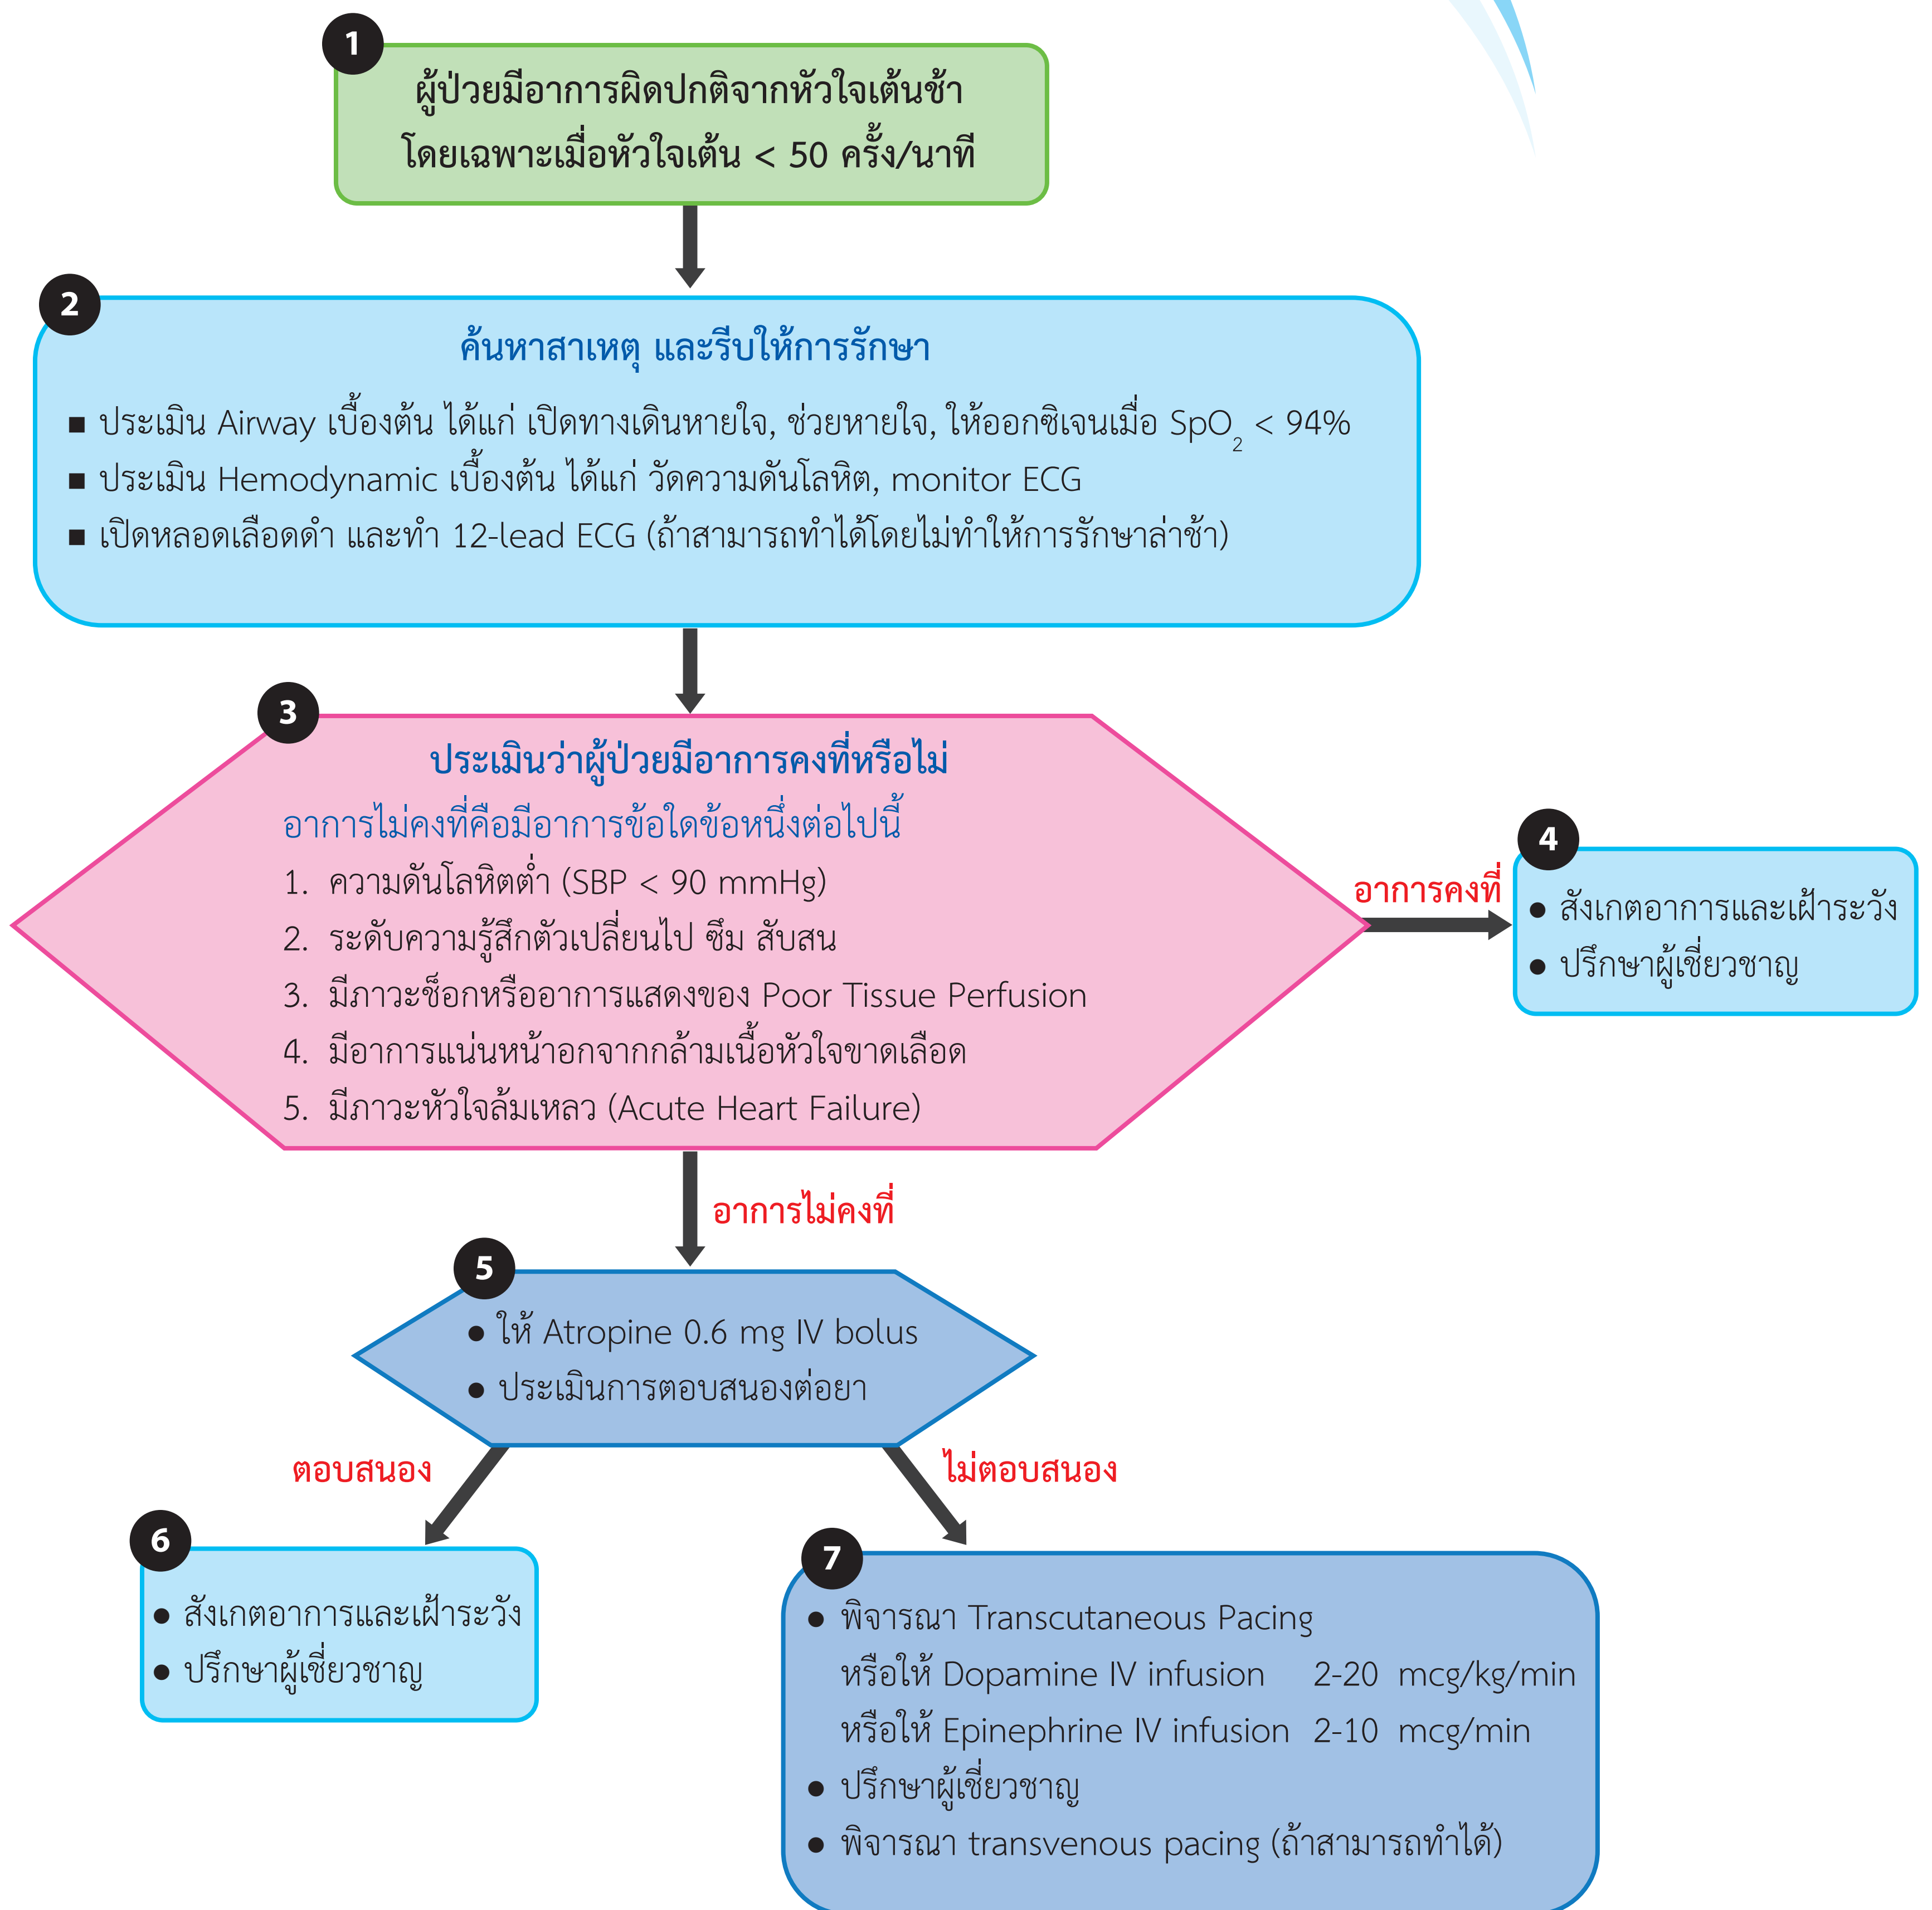 1
ผู้ป่วยมีอาการผิดปกติจากหัวใจเต้นช้า
โดยเฉพาะเมื่อหัวใจเต้น < 50 ครั้ง/นาที
2
ค้นหาสาเหตุ และรีบให้การรักษา
■ ประเมิน Airway เบื้องต้น ได้แก่ เปิดทางเดินหายใจ, ช่วยหายใจ, ให้ออกซิเจนเมื่อ SpO₂ < 94%
■ ประเมิน Hemodynamic เบื้องต้น ได้แก่ วัดความดันโลหิต, monitor ECG
■ เปิดหลอดเลือดดำ และทำ 12-lead ECG (ถ้าสามารถทำได้โดยไม่ทำให้การรักษาล่าช้า)
3
ประเมินว่าผู้ป่วยมีอาการคงที่หรือไม่
อาการไม่คงที่คือมีอาการข้อใดข้อหนึ่งต่อไปนี้
1. ความดันโลหิตต่ำ (SBP < 90 mmHg)
2. ระดับความรู้สึกตัวเปลี่ยนไป ซึม สับสน
3. มีภาวะช็อกหรืออาการแสดงของ Poor Tissue Perfusion
4. มีอาการแน่นหน้าอกจากกล้ามเนื้อหัวใจขาดเลือด
5. มีภาวะหัวใจล้มเหลว (Acute Heart Failure)
อาการคงที่
4
● สังเกตอาการและเฝ้าระวัง
● ปรึกษาผู้เชี่ยวชาญ
อาการไม่คงที่
5
● ให้ Atropine 0.6 mg IV bolus
● ประเมินการตอบสนองต่อยา
ตอบสนอง
ไม่ตอบสนอง
6
● สังเกตอาการและเฝ้าระวัง
● ปรึกษาผู้เชี่ยวชาญ
7
● พิจารณา Transcutaneous Pacing
หรือให้ Dopamine IV infusion 2-20 mcg/kg/min
หรือให้ Epinephrine IV infusion 2-10 mcg/min
● ปรึกษาผู้เชี่ยวชาญ
● พิจารณา transvenous pacing (ถ้าสามารถทำได้)